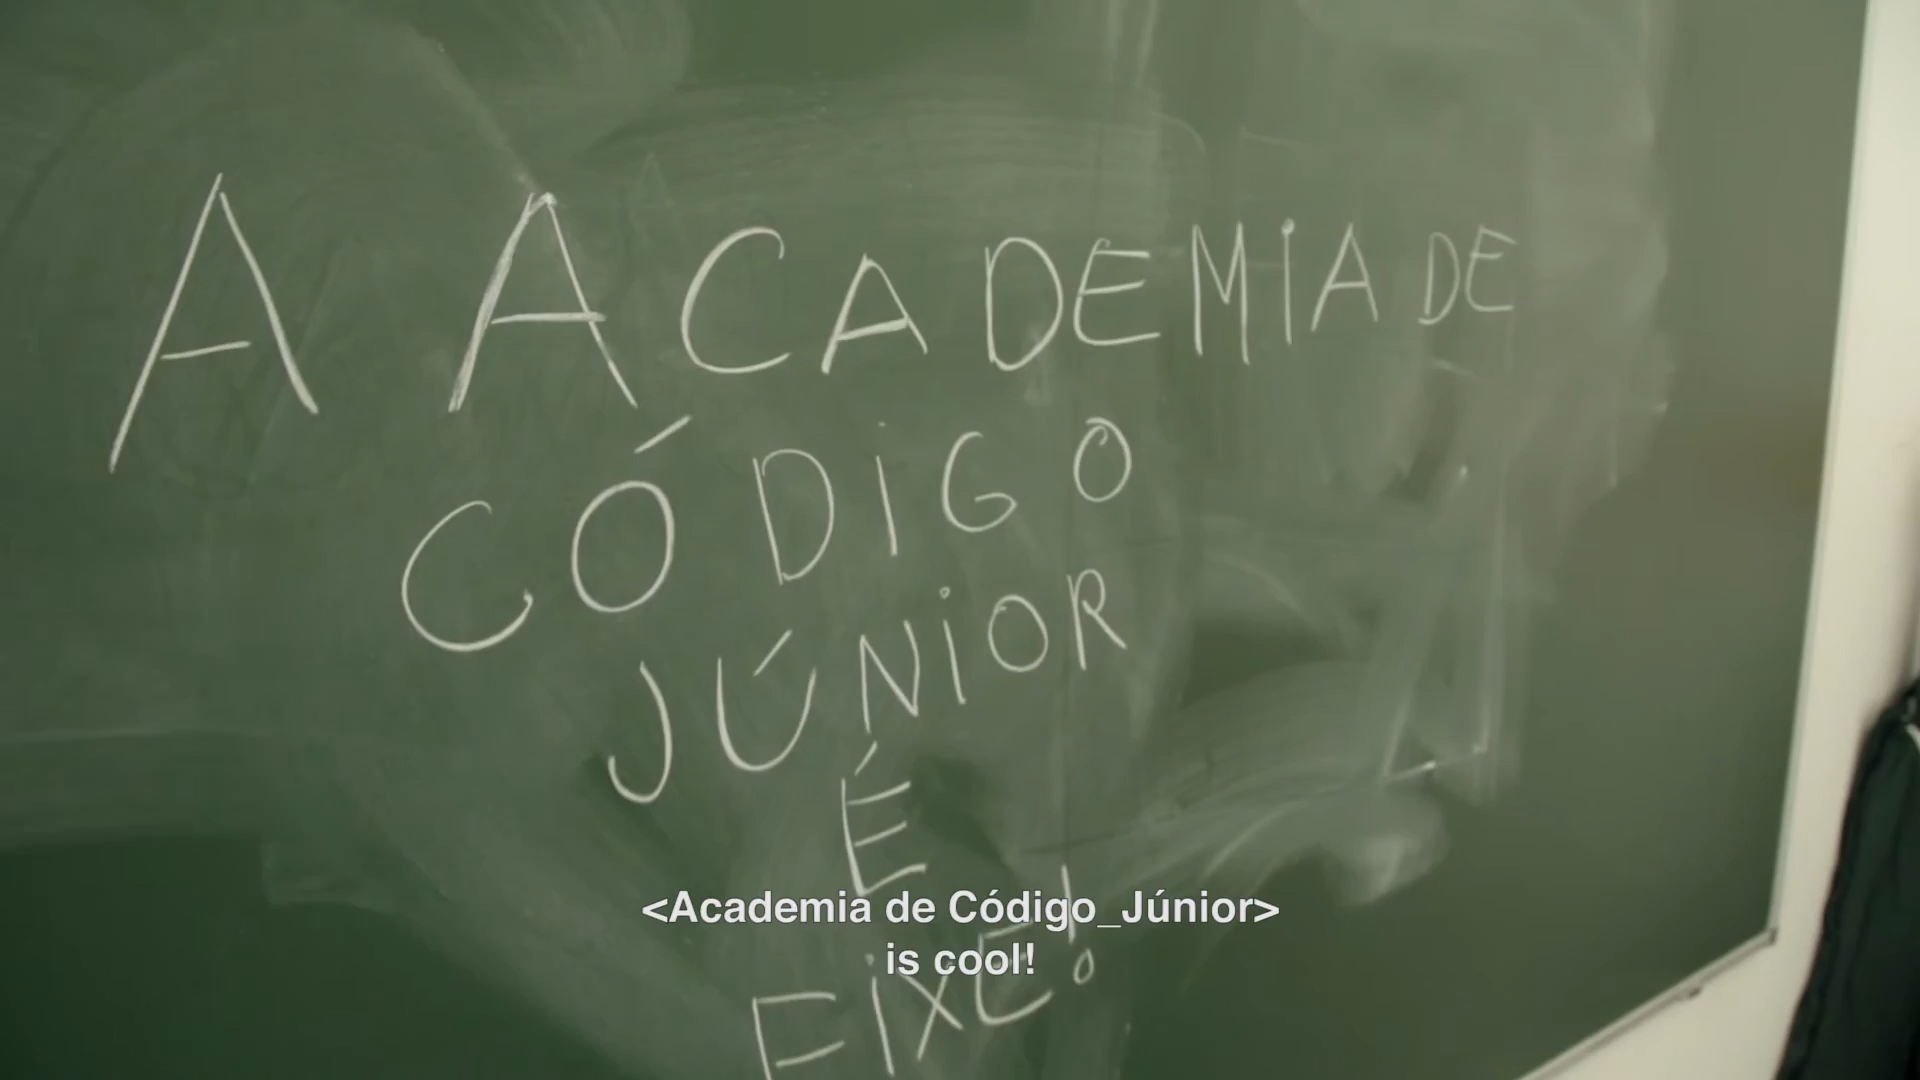 A ACADEMIA DE
CÓDIGO
JÚNIOR
É
<Academia de Código_Júnior>
is cool!
FIXE!